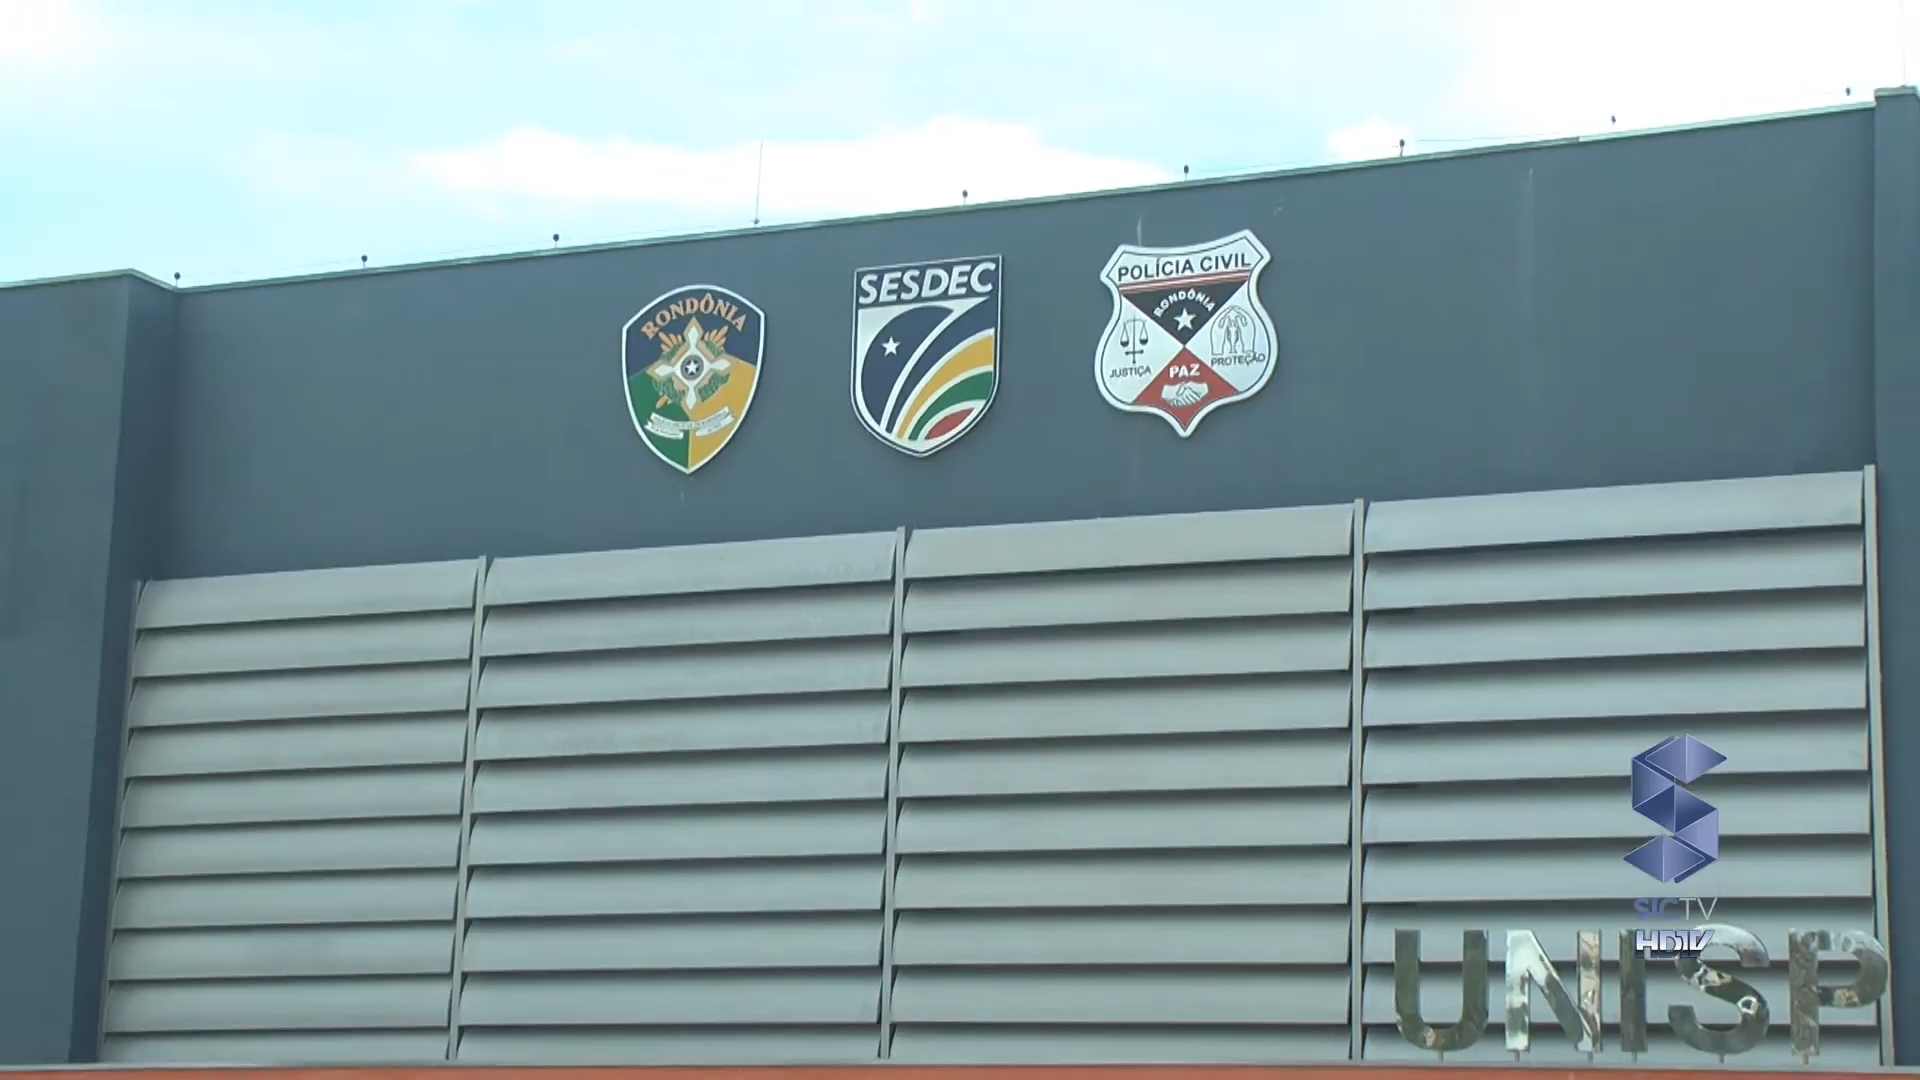 RONDÔNIA
SESDEC
POLÍCIA CIVIL
RONDÔNIA
JUSTIÇA
PROTEÇÃO
PAZ
SICTV
HDTV
UNISP